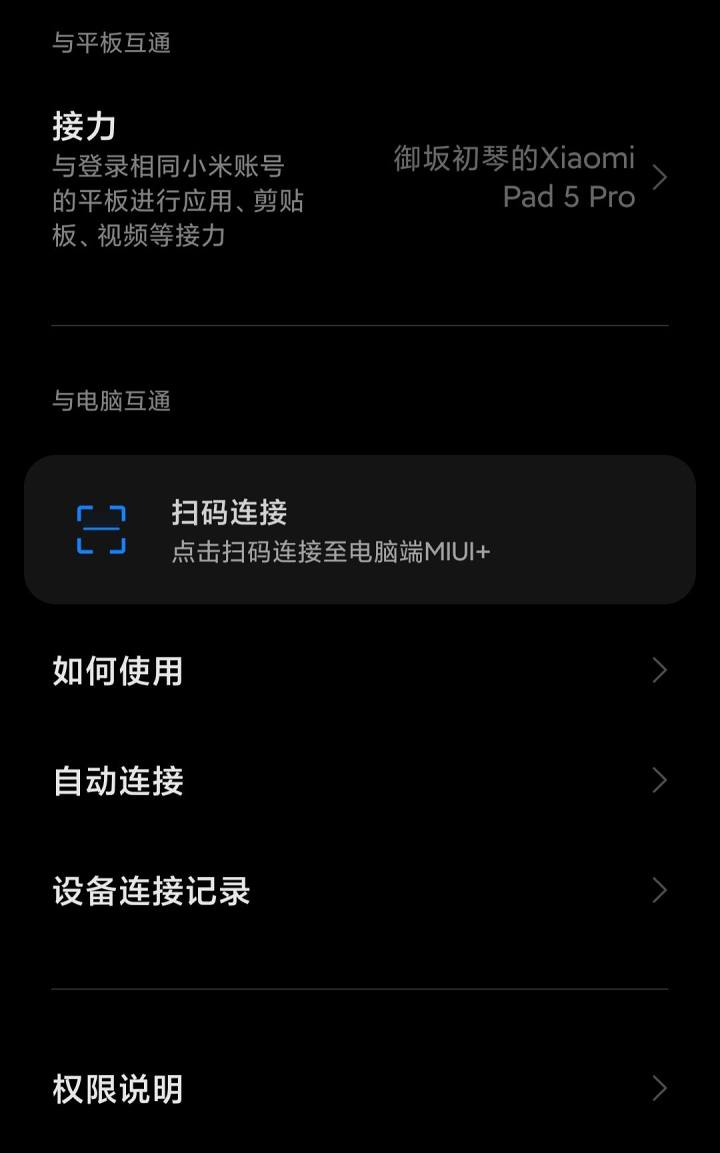 与平板互通
接力
与登录相同小米账号
的平板进行应用、剪贴
板、视频等接力
御坂初琴的Xiaomi
Pad 5 Pro
与电脑互通
扫码连接
点击扫码连接至电脑端MIUI+
如何使用
自动连接
设备连接记录
权限说明